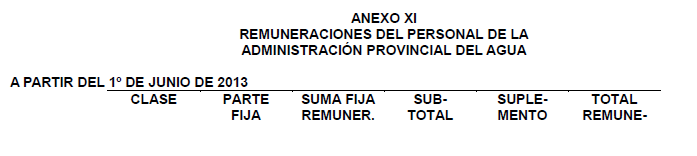 ANEXO XI
REMUNERACIONES DEL PERSONAL DE LA
ADMINISTRACIÓN PROVINCIAL DEL AGUA
A PARTIR DEL 1º DE JUNIO DE 2013
CLASE PARTE SUMA FIJA SUB- SUPLE- TOTAL
FIJA REMUNER. TOTAL MENTO REMUNE-